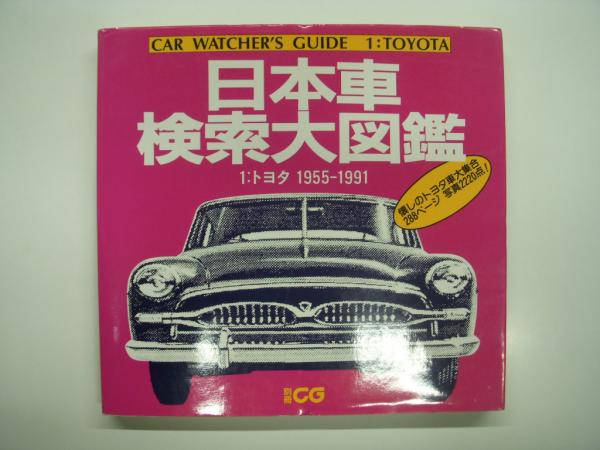 CAR WATCHER'S GUIDE 1:TOYOTA
日本車
検索大図鑑
1:トヨタ 1955-1991
懐しのトヨタ車大集合
288ページ 写真2220点!
別冊 CG